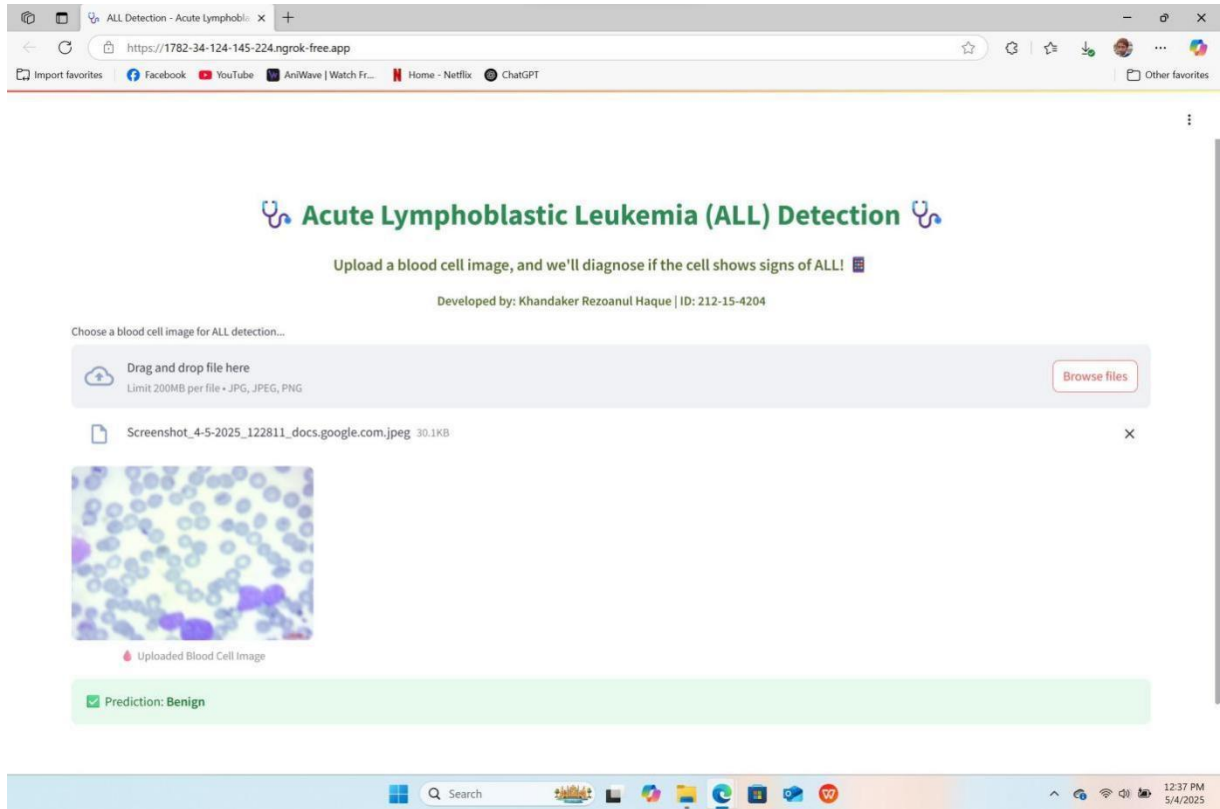 ALL Detection - Acute Lymphobla
https://1782-34-124-145-224.ngrok-free.app
Import favorites Facebook YouTube AniWave | Watch Fr... Home - Netflix ChatGPT Other favorites
Acute Lymphoblastic Leukemia (ALL) Detection
Upload a blood cell image, and we'll diagnose if the cell shows signs of ALL!
Developed by: Khandaker Rezoanul Haque | ID: 212-15-4204
Choose a blood cell image for ALL detection...
Drag and drop file here
Limit 200MB per file • JPG, JPEG, PNG
Browse files
Screenshot_4-5-2025_122811_docs.google.com.jpeg 30.1KB
Uploaded Blood Cell Image
Prediction: Benign
Search
12:37 PM
5/4/2025